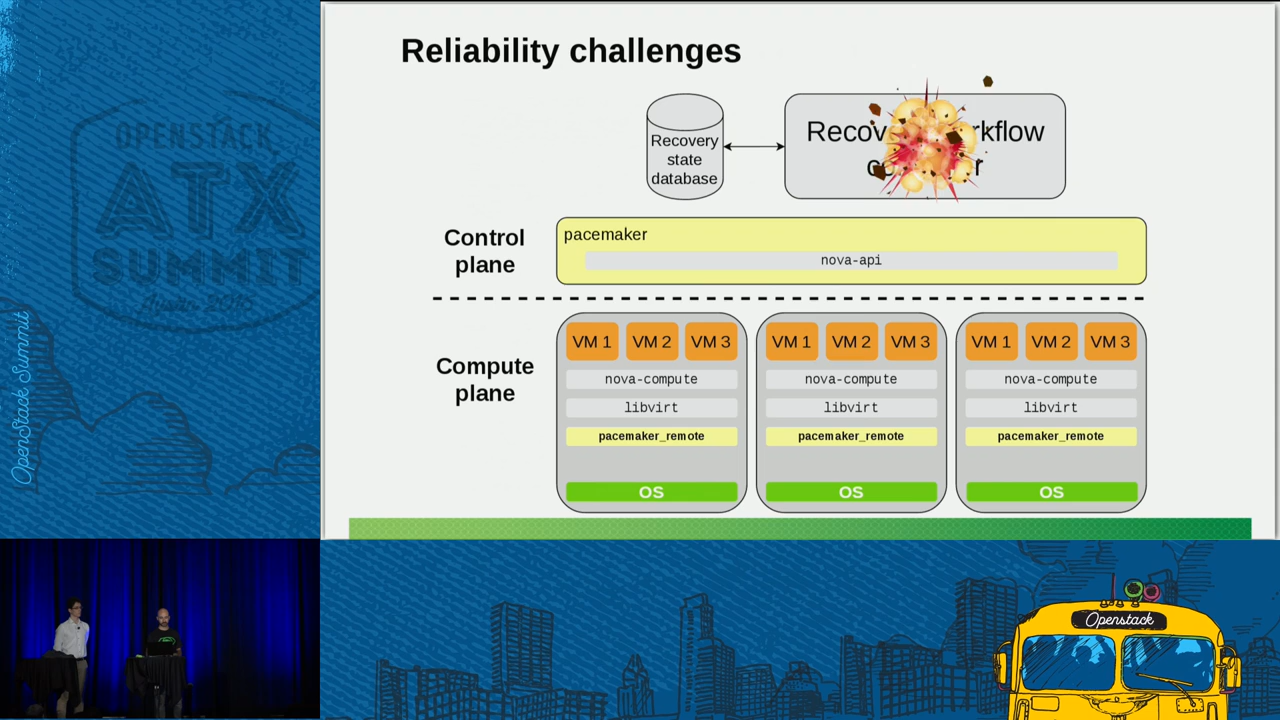 OPENSTACK
ATX
SUMMIT
Austin 2016
OpenStack Summit
Reliability challenges
Recovery
state
database
Control
plane
pacemaker
nova-api
Compute
plane
VM 1 VM 2 VM 3
nova-compute
libvirt
pacemaker_remote
OS
VM 1 VM 2 VM 3
nova-compute
libvirt
pacemaker_remote
OS
VM 1 VM 2 VM 3
nova-compute
libvirt
pacemaker_remote
OS
Openstack